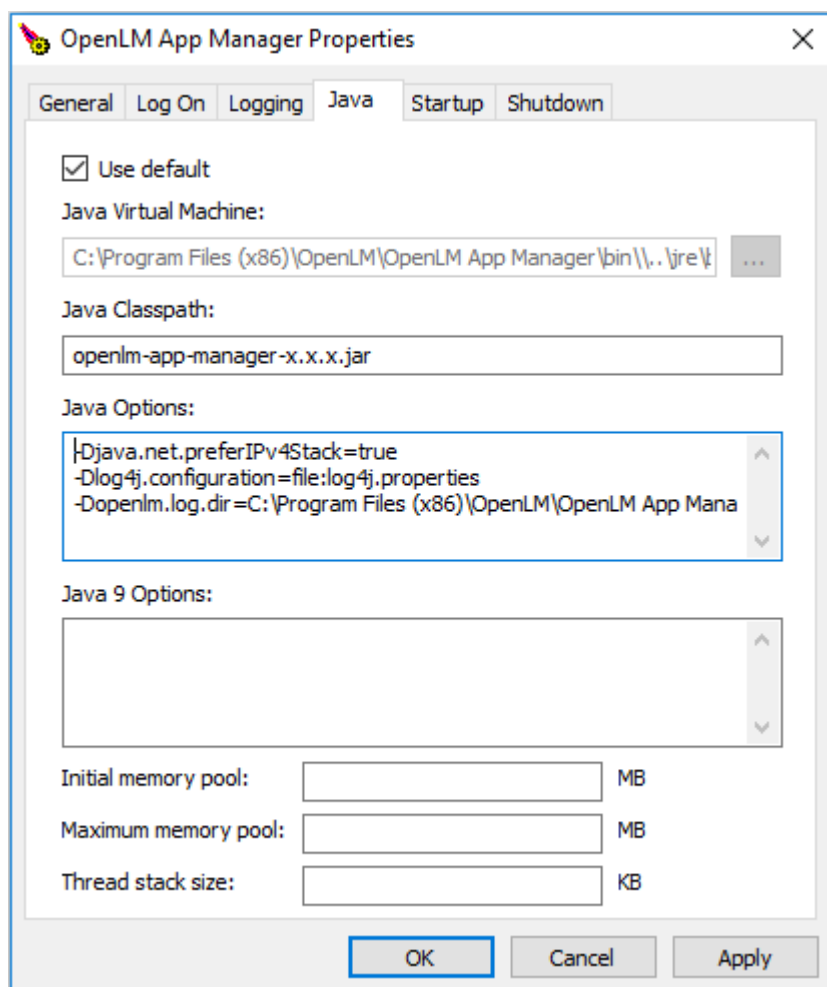 OpenLM App Manager Properties
General Log On Logging Java Startup Shutdown
Use default
Java Virtual Machine:
C:\Program Files (x86)\OpenLM\OpenLM App Manager\bin\\..\jre\b
...
Java Classpath:
openlm-app-manager-x.x.x.jar
Java Options:
-Djava.net.preferIPv4Stack=true
-Dlog4j.configuration=file:log4j.properties
-Dopenlm.log.dir=C:\Program Files (x86)\OpenLM\OpenLM App Mana
Java 9 Options:
Initial memory pool: MB
Maximum memory pool: MB
Thread stack size: KB
OK Cancel Apply